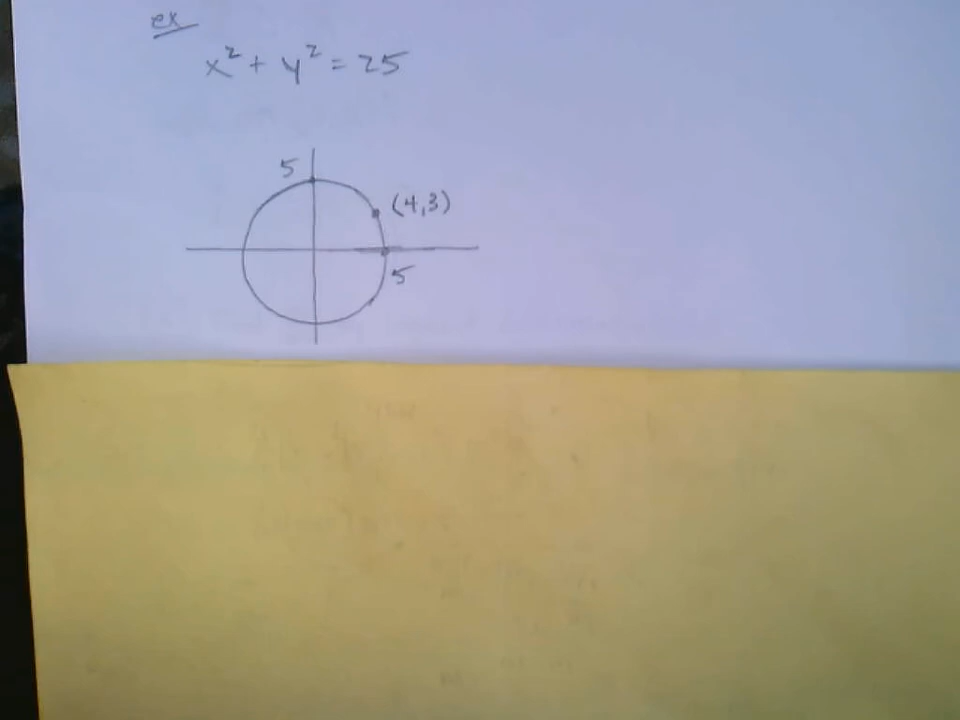 ex
x² + y² = 25
5
(4,3)
5